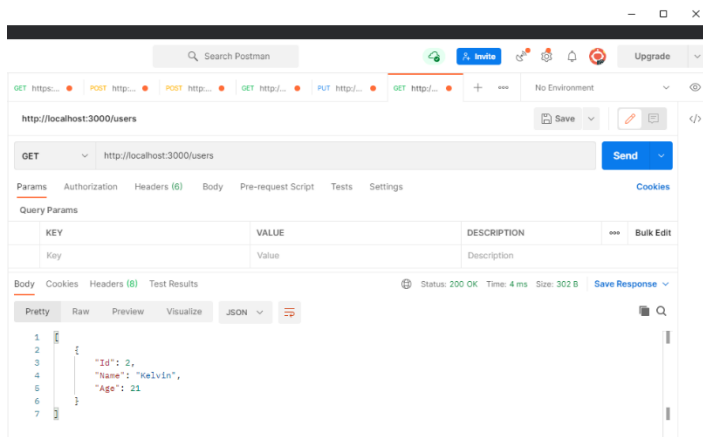 Search Postman
Invite
Upgrade
GET https:... POST http:... POST http:... GET http:/... PUT http:/... GET http:/... + ooo No Environment
http://localhost:3000/users Save
</>
GET http://localhost:3000/users Send
Params Authorization Headers (6) Body Pre-request Script Tests Settings Cookies
Query Params
KEY VALUE DESCRIPTION ooo Bulk Edit
Key Value Description
Body Cookies Headers (8) Test Results Status: 200 OK Time: 4 ms Size: 302 B Save Response
Pretty Raw Preview Visualize JSON
1 [
2 {
3 "Id": 2,
4 "Name": "Kelvin",
5 "Age": 21
6 }
7 ]